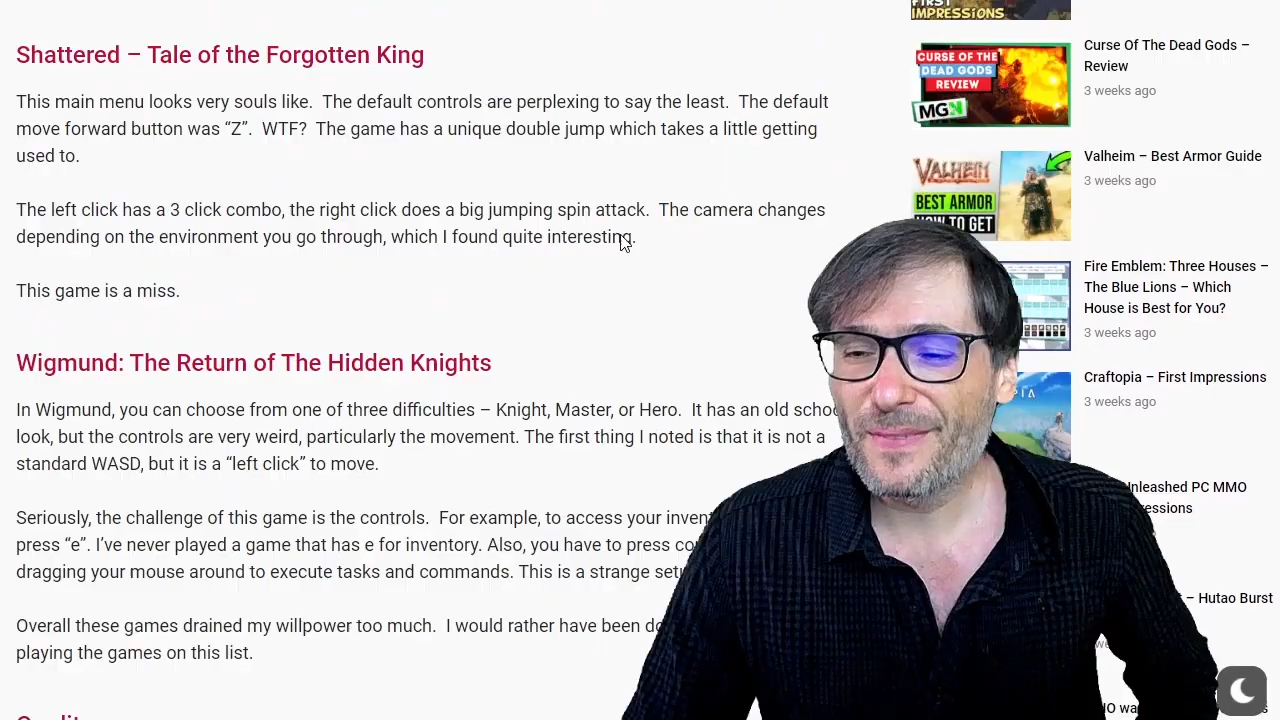 Shattered – Tale of the Forgotten King
This main menu looks very souls like.  The default controls are perplexing to say the least.  The default
move forward button was “Z”.  WTF?  The game has a unique double jump which takes a little getting
used to.
The left click has a 3 click combo, the right click does a big jumping spin attack.  The camera changes
depending on the environment you go through, which I found quite interesting.
This game is a miss.
Wigmund: The Return of The Hidden Knights
In Wigmund, you can choose from one of three difficulties – Knight, Master, or Hero.  It has an old
look, but the controls are very weird, particularly the movement. The first thing I noted is that it is not a
standard WASD, but it is a “left click” to move.
Seriously, the challenge of this game is the controls.  For example, to access your
press “e”. I’ve never played a game that has e for inventory. Also, you have to press
dragging your mouse around to execute tasks and commands. This is a strange
Overall these games drained my willpower too much.  I would rather have been
playing the games on this list.
IMPRESSIONS
CURSE OF THE
DEAD GODS
REVIEW
MGN
Curse Of The Dead Gods –
Review
3 weeks ago
VALHEIM
BEST ARMOR
HOW TO GET
Valheim – Best Armor Guide
3 weeks ago
Fire Emblem: Three Houses –
The Blue Lions – Which
House is Best for You?
3 weeks ago
Craftopia – First Impressions
3 weeks ago
Unleashed PC MMO
– Hutao Burst